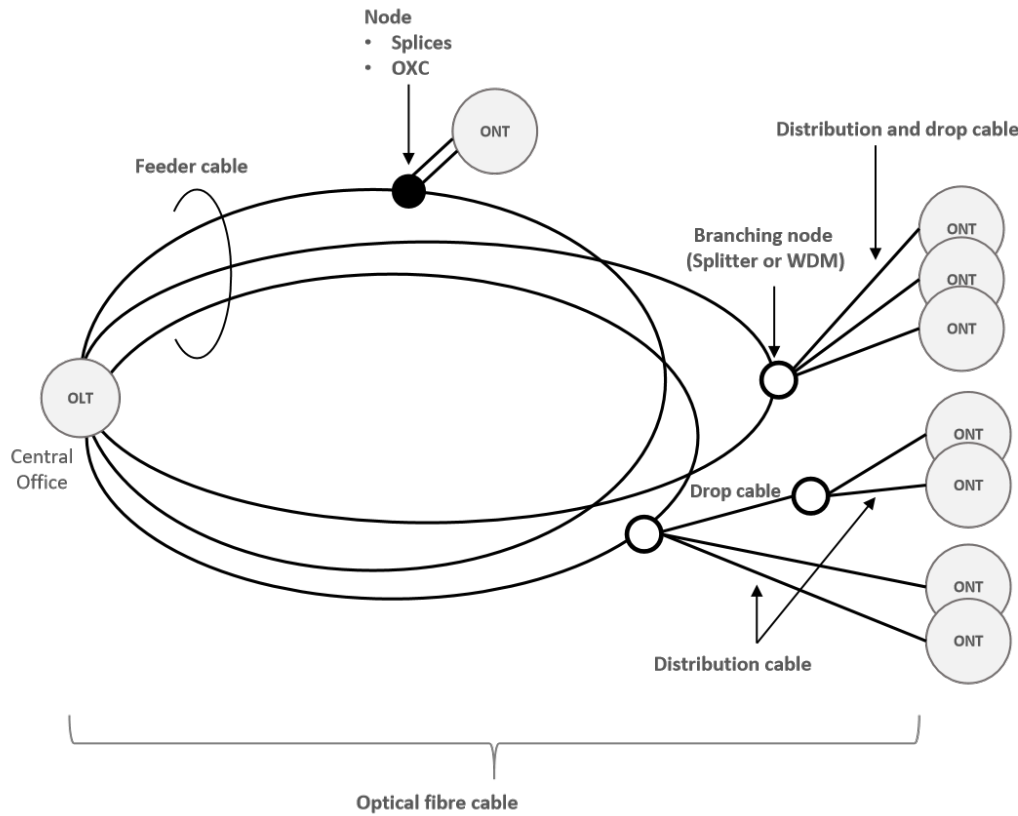 Node
• Splices
• OXC
ONT
Distribution and drop cable
Feeder cable
ONT
Branching node
(Splitter or WDM)
ONT
ONT
OLT
Central
Office
ONT
Drop cable
ONT
ONT
ONT
Distribution cable
Optical fibre cable